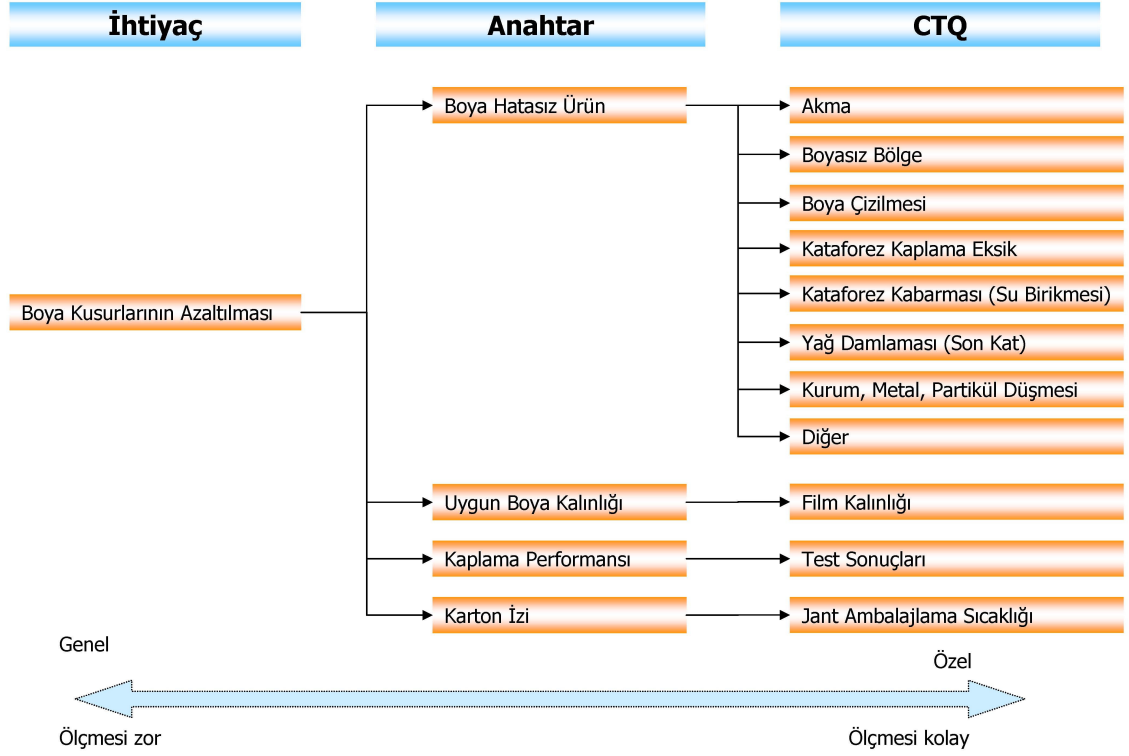 İhtiyaç
Anahtar
CTQ
Boya Hatasız Ürün
Akma
Boyasız Bölge
Boya Çizilmesi
Kataforez Kaplama Eksik
Kataforez Kabarması (Su Birikmesi)
Boya Kusurlarının Azaltılması
Yağ Damlaması (Son Kat)
Kurum, Metal, Partikül Düşmesi
Diğer
Uygun Boya Kalınlığı
Film Kalınlığı
Kaplama Performansı
Test Sonuçları
Karton İzi
Jant Ambalajlama Sıcaklığı
Genel
Özel
Ölçmesi zor
Ölçmesi kolay